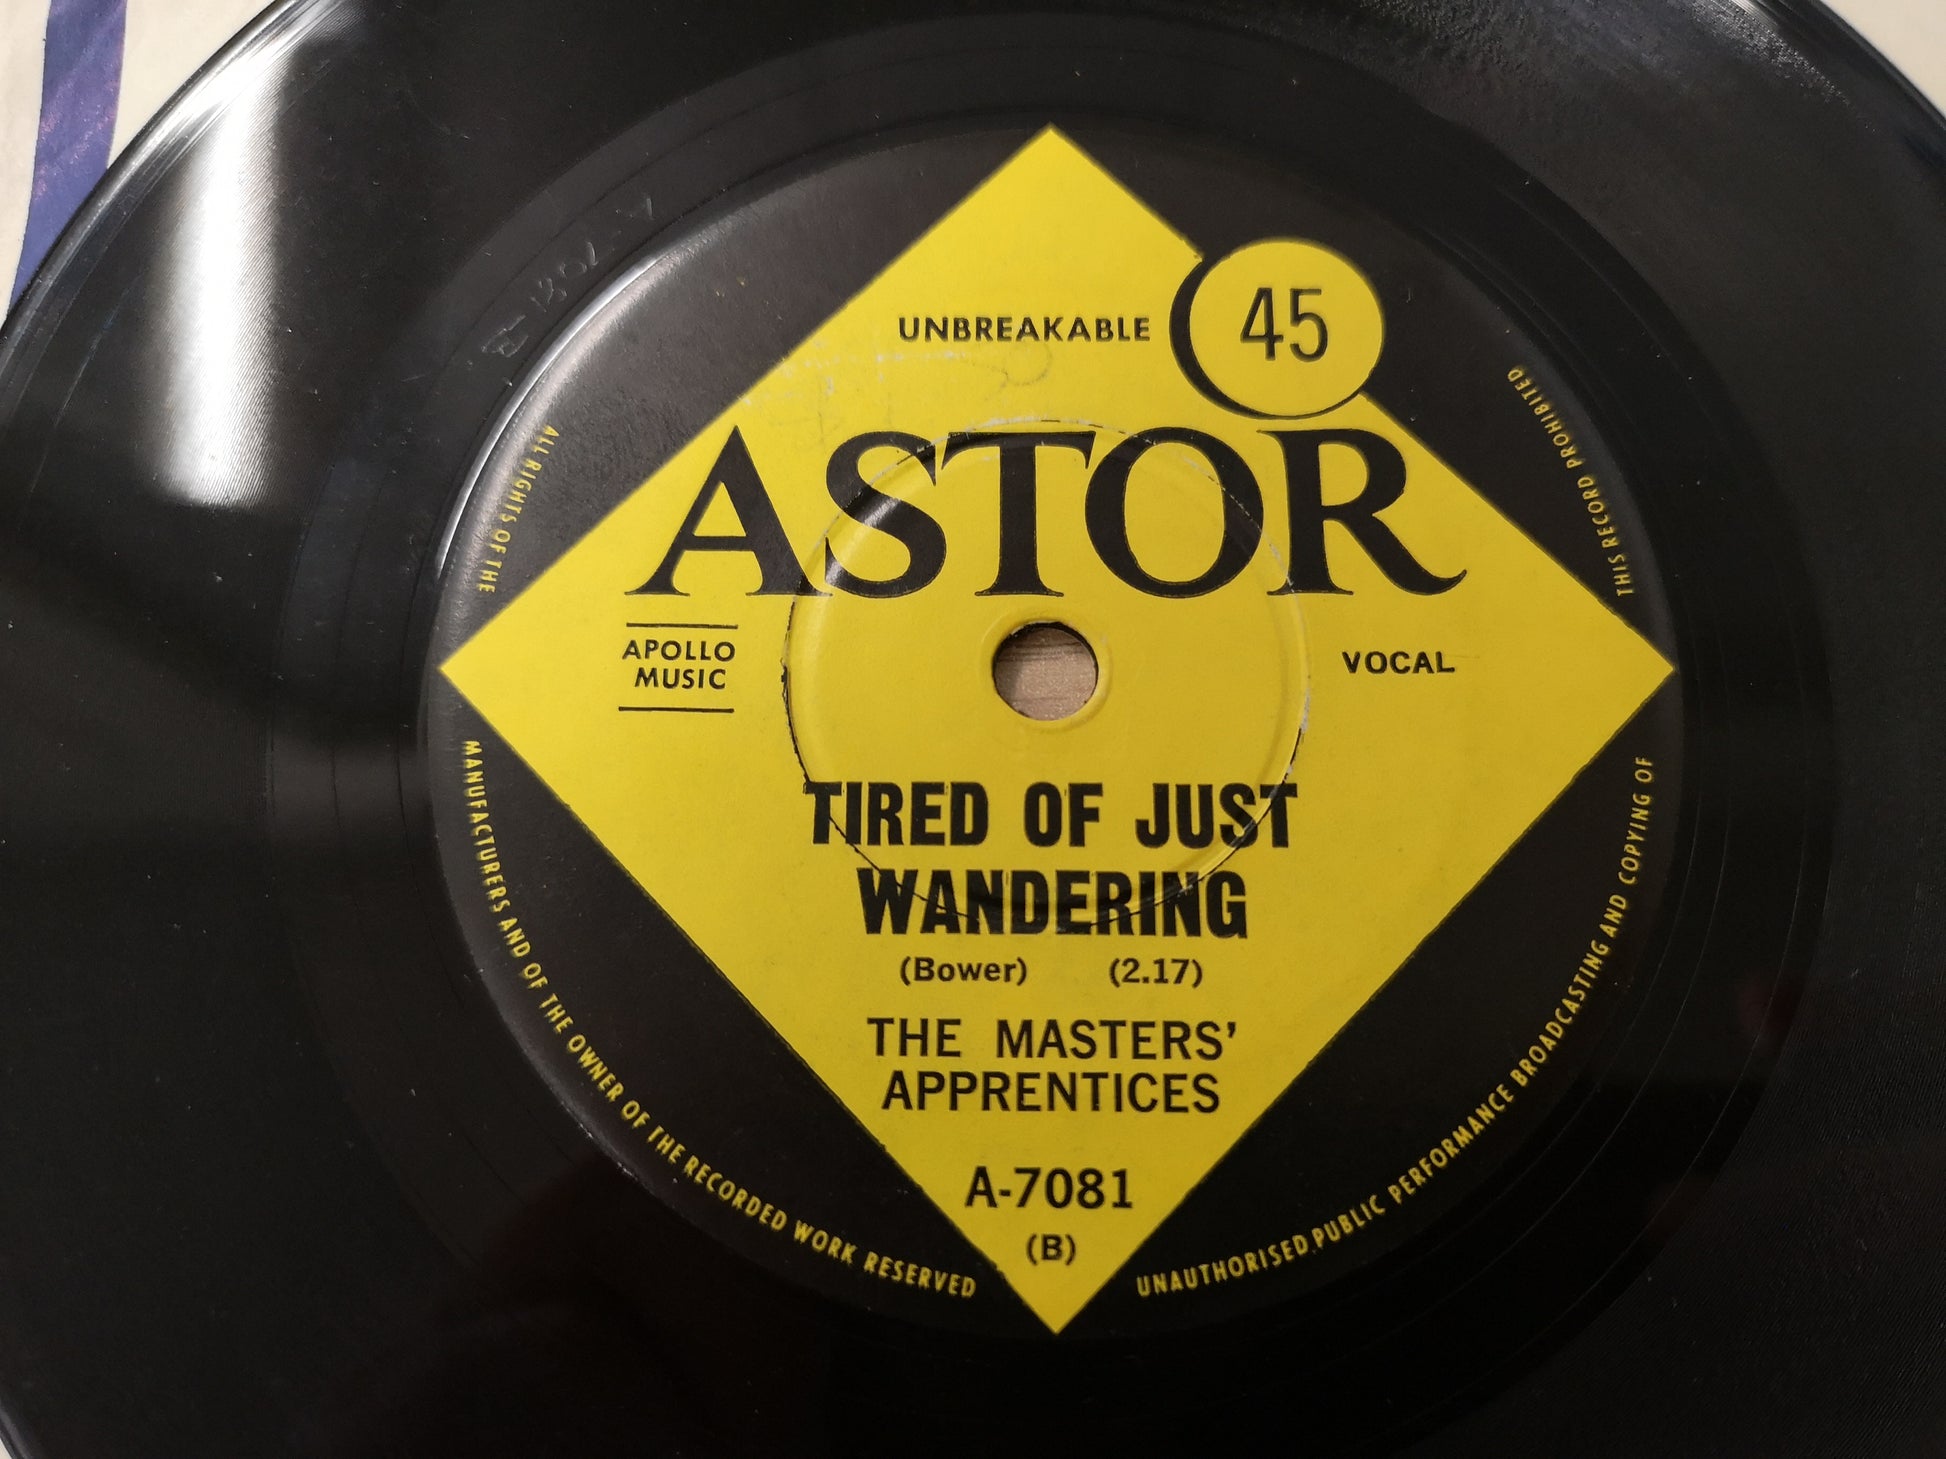 UNBREAKABLE
45
ASTOR
APOLLO
MUSIC
VOCAL
TIRED OF JUST
WANDERING
(Bower) (2.17)
THE MASTERS'
APPRENTICES
A-7081
(B)
ALL RIGHTS OF THE
MANUFACTURERS AND OF THE OWNER OF THE RECORDED WORK RESERVED
UNAUTHORISED PUBLIC PERFORMANCE BROADCASTING AND COPYING OF
THIS RECORD PROHIBITED